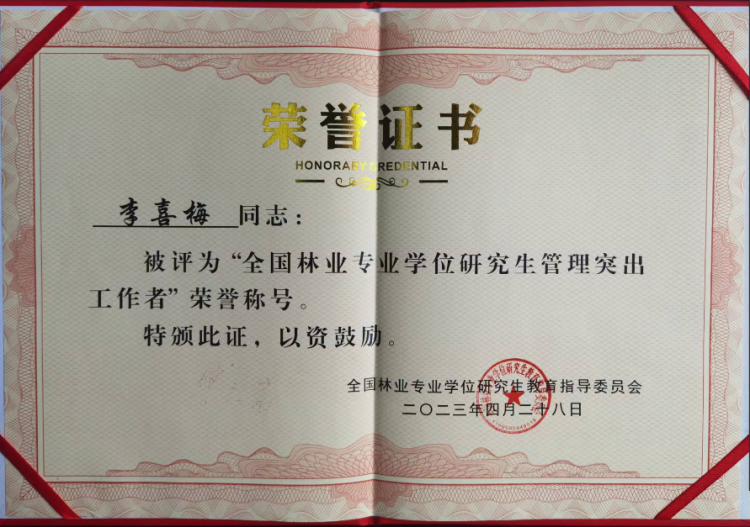 荣誉证书
HONORARY CREDENTIAL
李喜梅 同志：
被评为“全国林业专业学位研究生管理突出
工作者”荣誉称号。
特颁此证，以资鼓励。
全国林业专业学位研究生教育指导委员会
二〇二三年四月二十八日